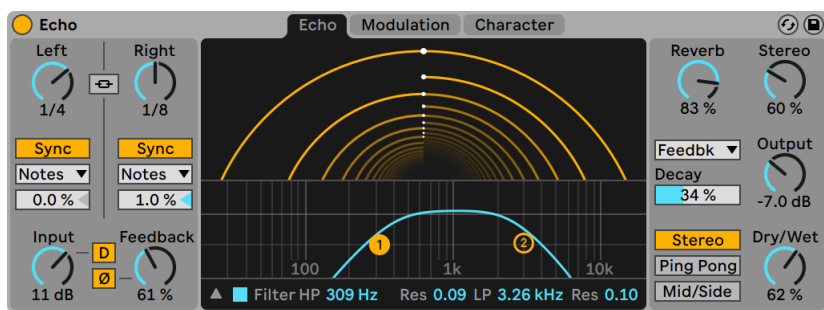 Echo
Echo Modulation Character
Left Right
1/4 1/8
Sync Sync
Notes Notes
0.0 % 1.0 %
Input Feedback
D
Ø
11 dB 61 %
1 2
100 1k 10k
Filter HP 309 Hz Res 0.09 LP 3.26 kHz Res 0.10
Reverb Stereo
83 % 60 %
Feedbk Output
Decay
34 % -7.0 dB
Stereo Dry/Wet
Ping Pong
Mid/Side 62 %